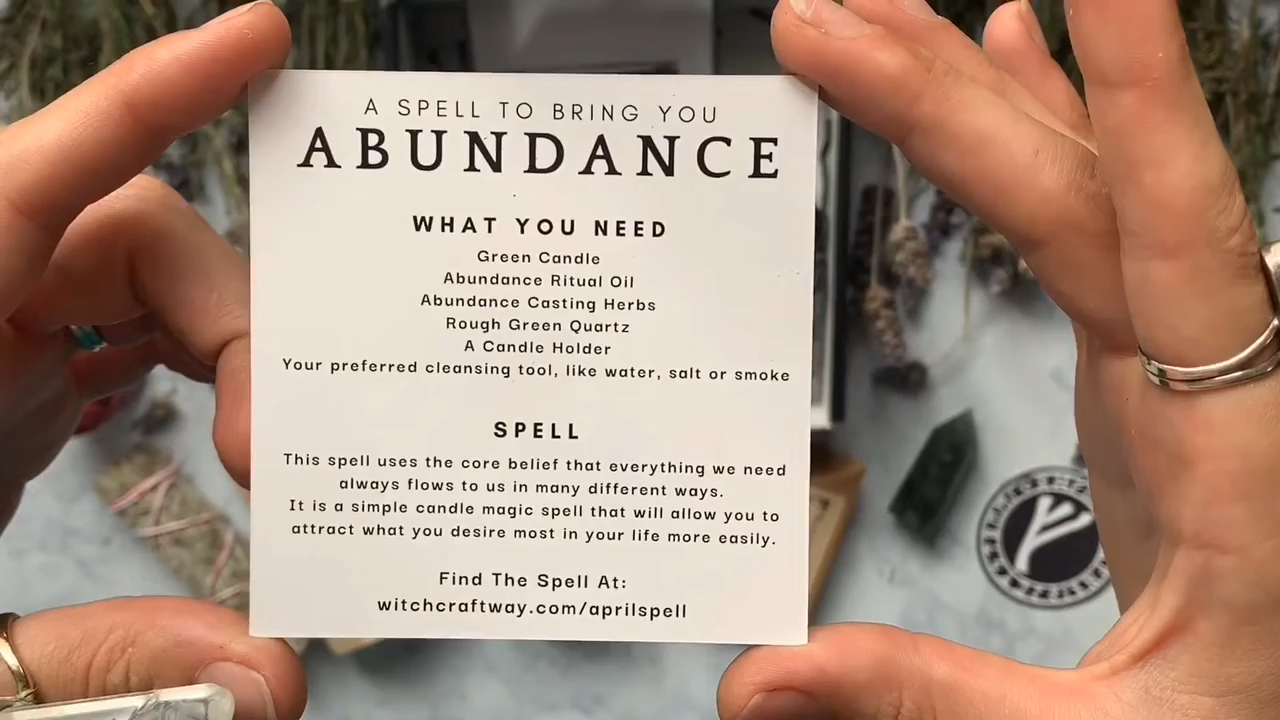 A SPELL TO BRING YOU
ABUNDANCE
WHAT YOU NEED
Green Candle
Abundance Ritual Oil
Abundance Casting Herbs
Rough Green Quartz
A Candle Holder
Your preferred cleansing tool, like water, salt or smoke
SPELL
This spell uses the core belief that everything we need
always flows to us in many different ways.
It is a simple candle magic spell that will allow you to
attract what you desire most in your life more easily.
Find The Spell At:
witchcraftway.com/aprilspell